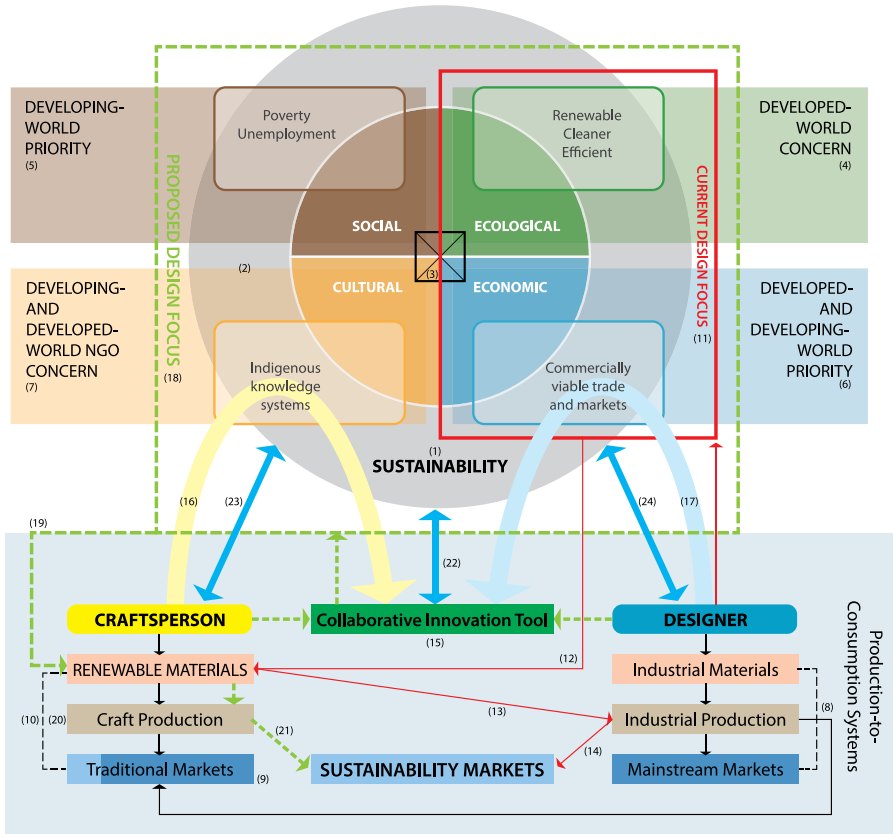 DEVELOPING-
WORLD
PRIORITY
(5)
Poverty
Unemployment
Renewable
Cleaner
Efficient
DEVELOPED-
WORLD
CONCERN
(4)
PROPOSED DESIGN FOCUS
(18)
CURRENT DESIGN FOCUS
(11)
SOCIAL
ECOLOGICAL
(2)
(3)
CULTURAL
ECONOMIC
DEVELOPING-
AND
DEVELOPED-
WORLD NGO
CONCERN
(7)
Indigenous
knowledge
systems
Commercially
viable trade
and markets
DEVELOPED-
AND
DEVELOPING-
WORLD
PRIORITY
(6)
(1)
SUSTAINABILITY
(16)
(23)
(24)
(17)
(19)
(22)
CRAFTSPERSON
Collaborative Innovation Tool
DESIGNER
(15)
Production-to-
Consumption Systems
RENEWABLE MATERIALS
(12)
Industrial Materials
(10)
(20)
Craft Production
(21)
(13)
Industrial Production
(8)
(14)
Traditional Markets
(9)
SUSTAINABILITY MARKETS
Mainstream Markets